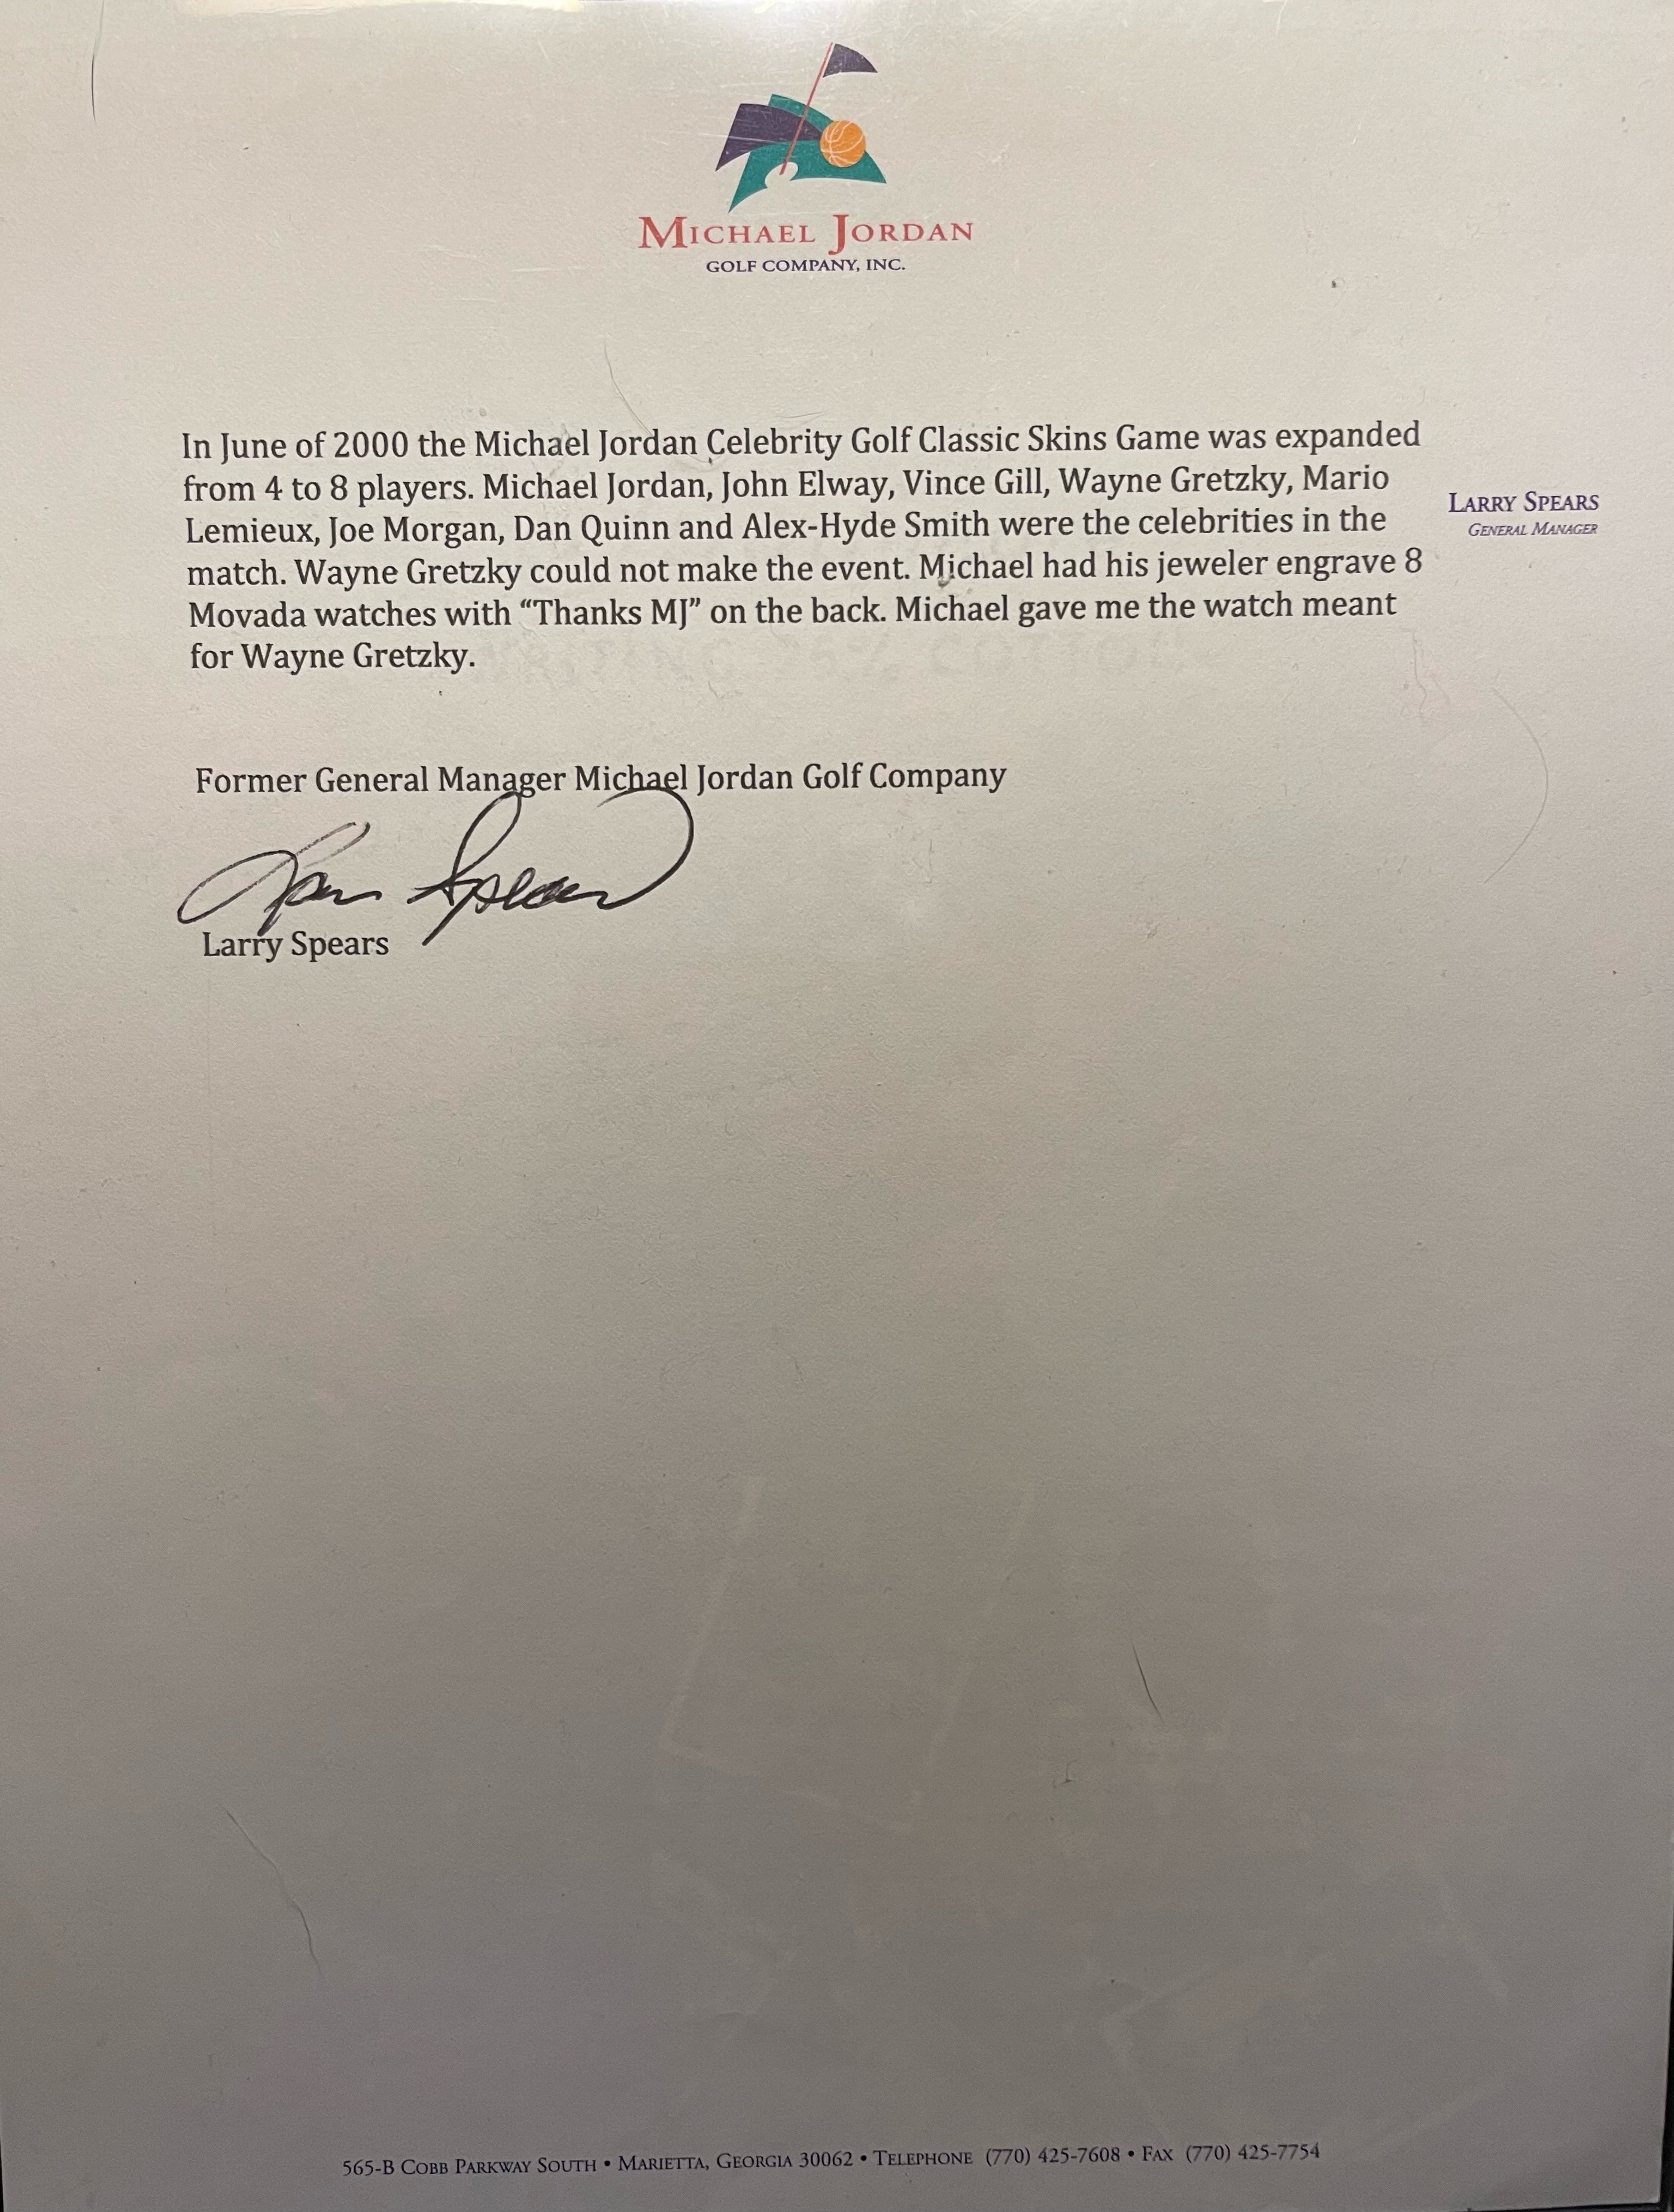 MICHAEL JORDAN
GOLF COMPANY, INC.
In June of 2000 the Michael Jordan Celebrity Golf Classic Skins Game was expanded
from 4 to 8 players. Michael Jordan, John Elway, Vince Gill, Wayne Gretzky, Mario
Lemieux, Joe Morgan, Dan Quinn and Alex-Hyde Smith were the celebrities in the
match. Wayne Gretzky could not make the event. Michael had his jeweler engrave 8
Movada watches with “Thanks MJ” on the back. Michael gave me the watch meant
for Wayne Gretzky.
LARRY SPEARS
GENERAL MANAGER
Former General Manager Michael Jordan Golf Company
Larry Spears
Larry Spears
565-B COBB PARKWAY SOUTH • MARIETTA, GEORGIA 30062 • TELEPHONE (770) 425-7608 • FAX (770) 425-7754